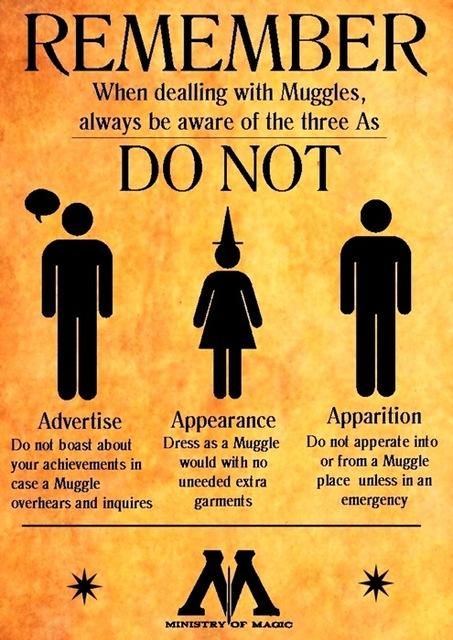 REMEMBER
When dealling with Muggles,
always be aware of the three As
DO NOT
Advertise
Do not boast about
your achievements in
case a Muggle
overhears and inquires
Appearance
Dress as a Muggle
would with no
uneeded extra
garments
Apparition
Do not apperate into
or from a Muggle
place unless in an
emergency
M
MINISTRY OF MAGIC